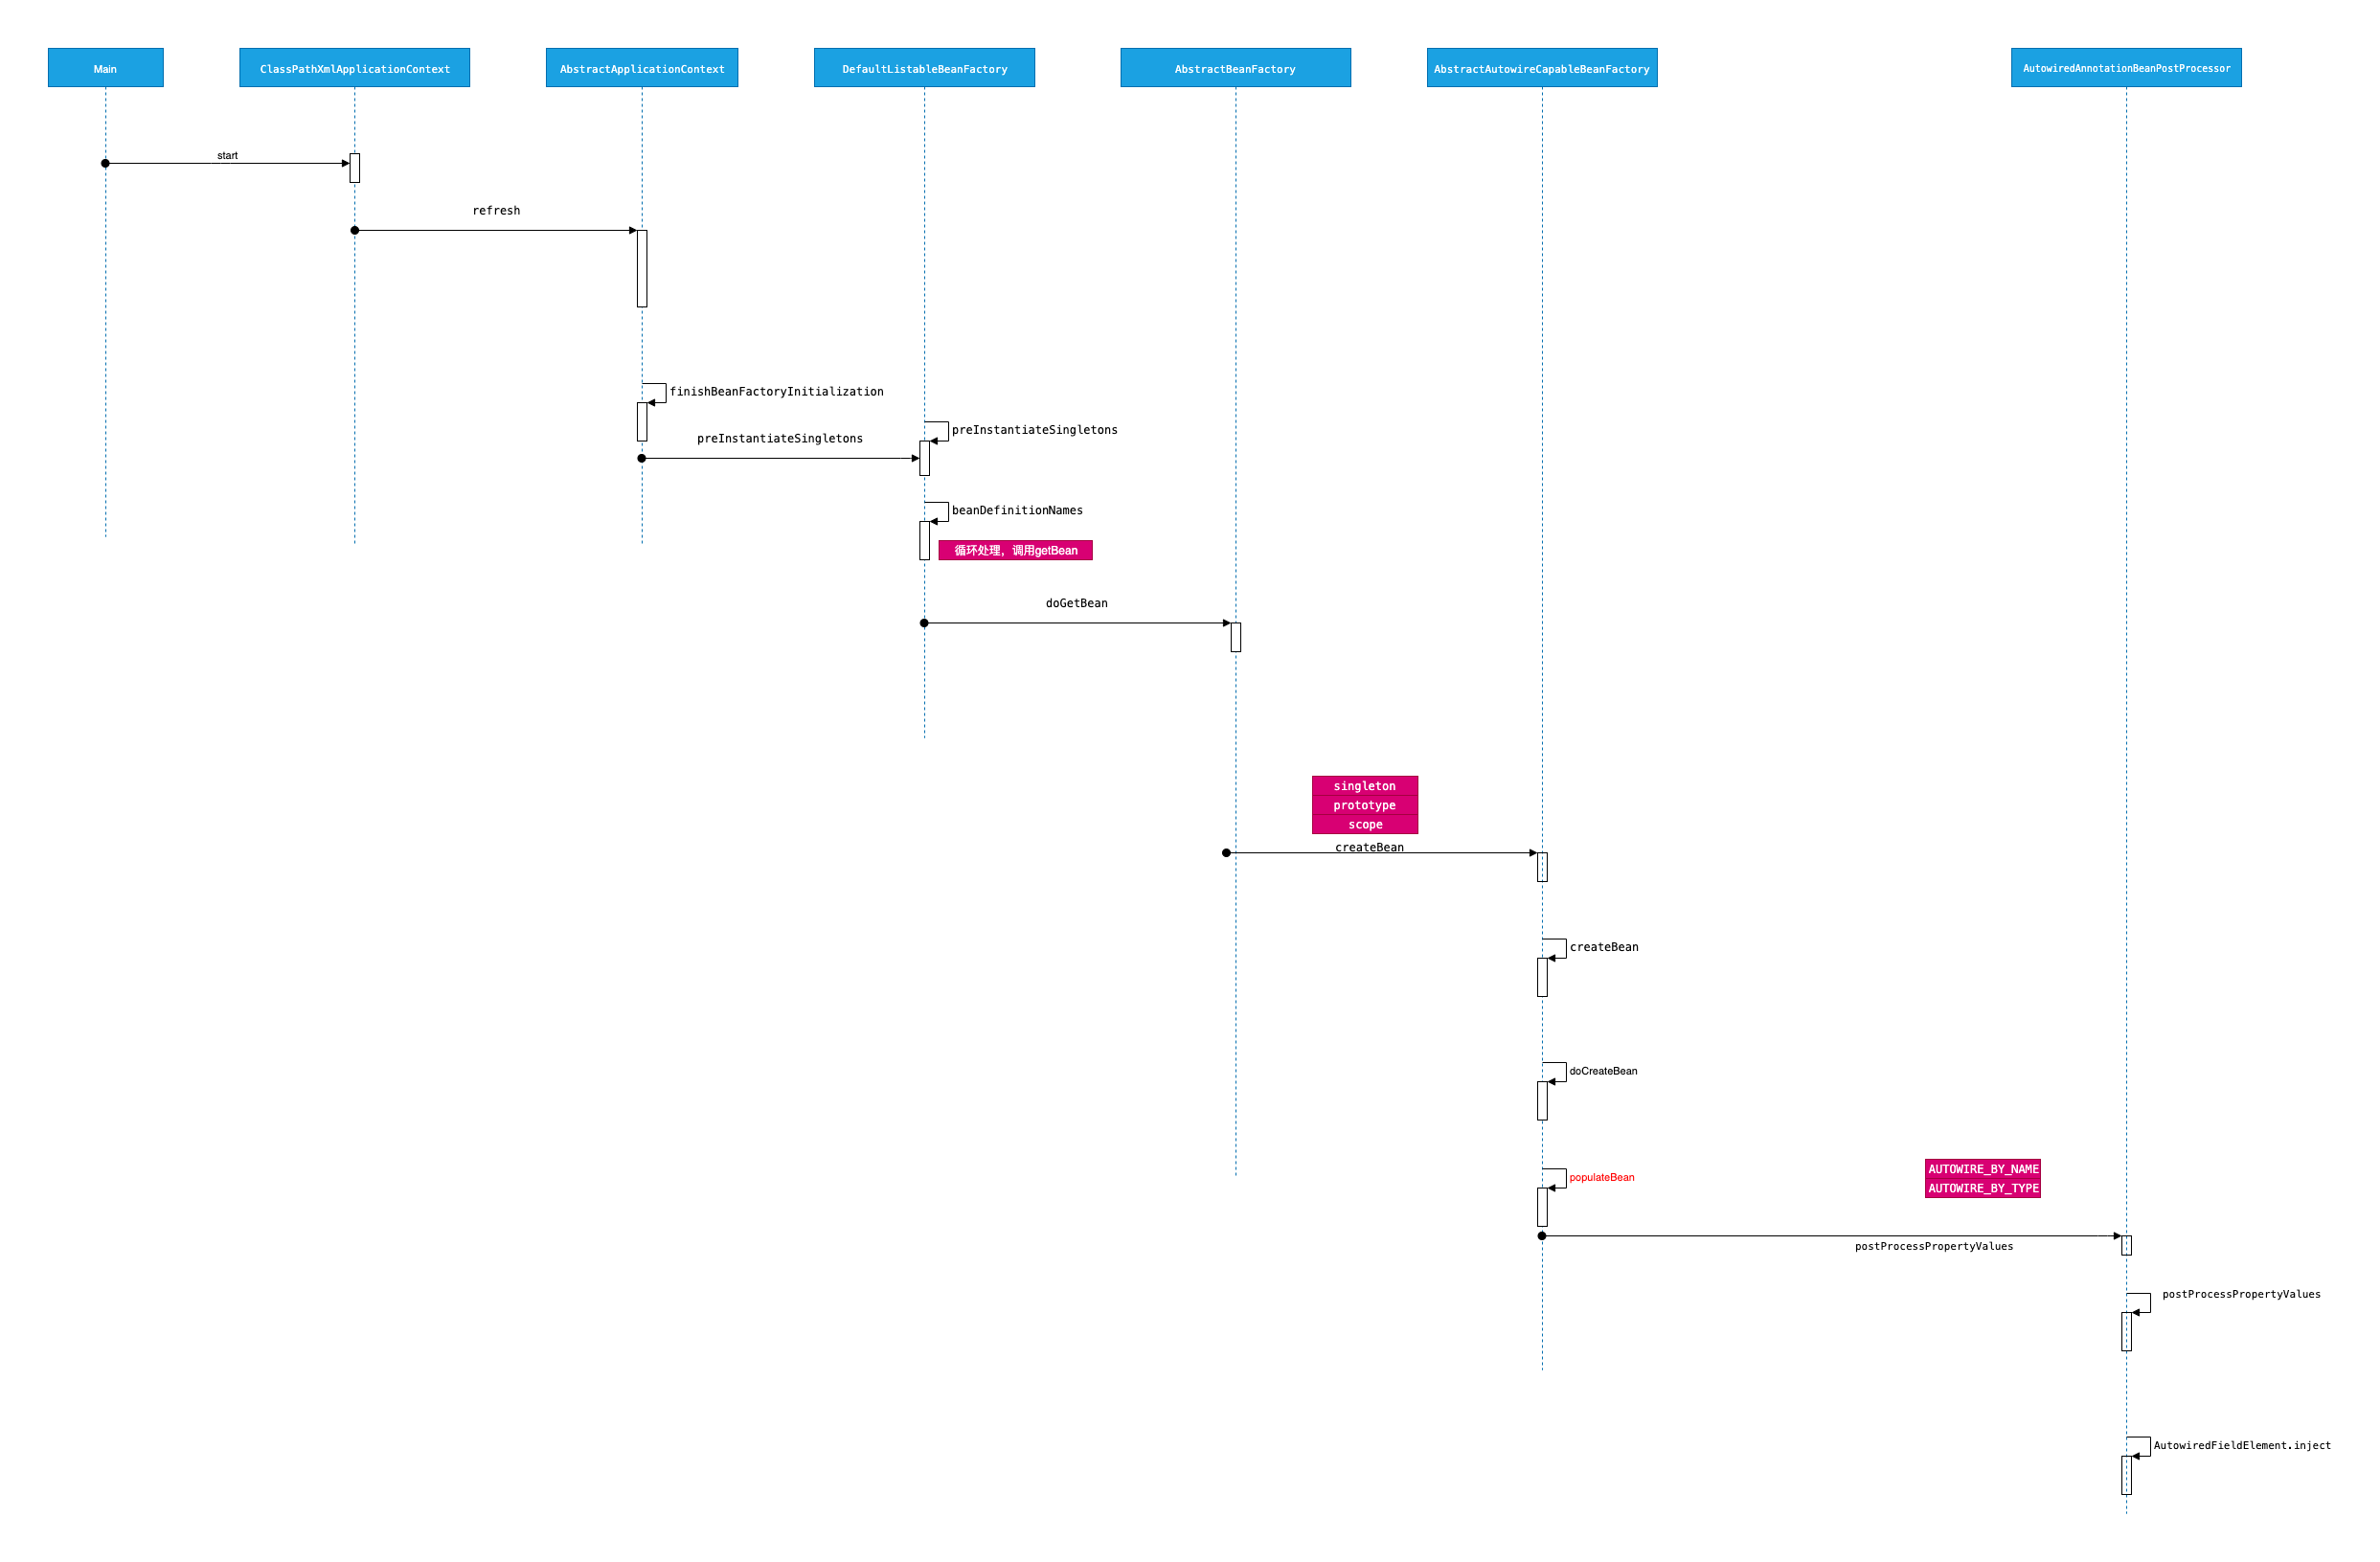 Main
ClassPathXmlApplicationContext
AbstractApplicationContext
DefaultListableBeanFactory
AbstractBeanFactory
AbstractAutowireCapableBeanFactory
AutowiredAnnotationBeanPostProcessor
start
refresh
finishBeanFactoryInitialization
preInstantiateSingletons
preInstantiateSingletons
beanDefinitionNames
循环处理，调用getBean
doGetBean
singleton
prototype
scope
createBean
createBean
doCreateBean
populateBean
AUTOWIRE_BY_NAME
AUTOWIRE_BY_TYPE
postProcessPropertyValues
postProcessPropertyValues
AutowiredFieldElement.inject